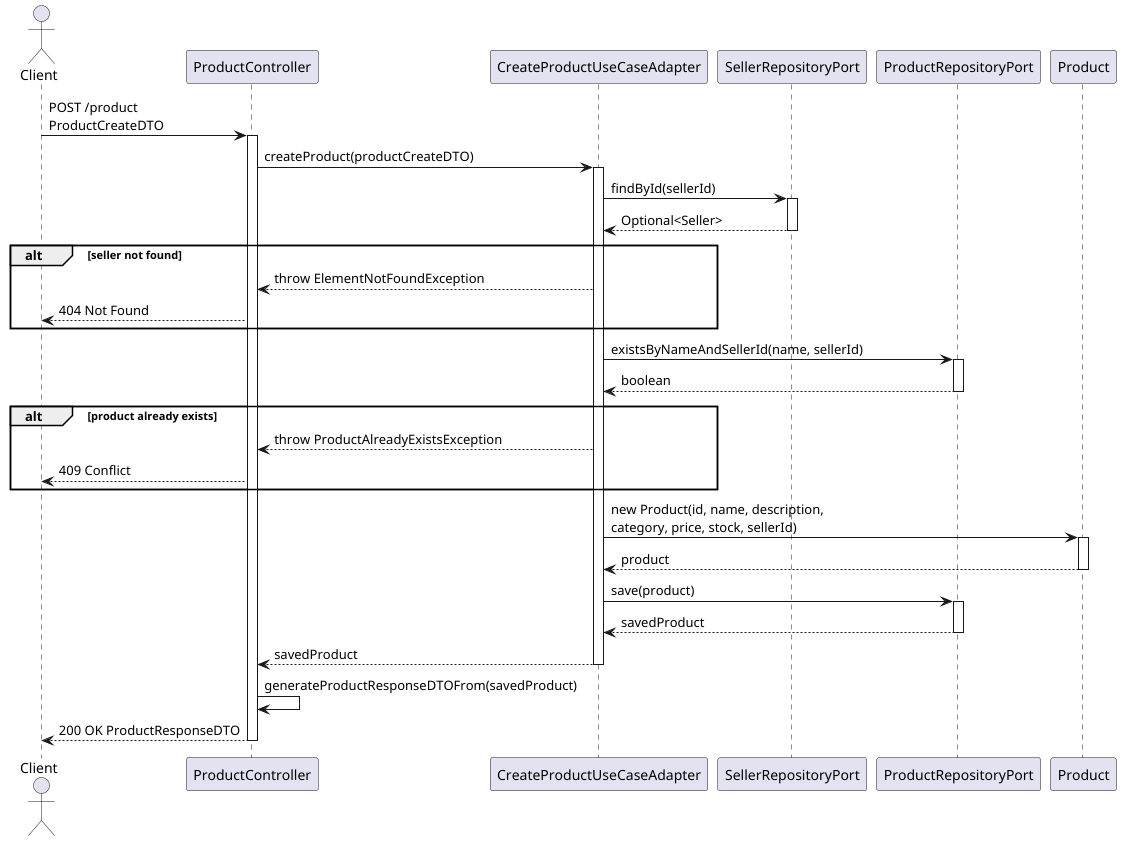 Client
ProductController
CreateProductUseCaseAdapter
SellerRepositoryPort
ProductRepositoryPort
Product
POST /product
ProductCreateDTO
createProduct(productCreateDTO)
findById(sellerId)
Optional<Seller>
alt
[seller not found]
throw ElementNotFoundException
404 Not Found
existsByNameAndSellerId(name, sellerId)
boolean
alt
[product already exists]
throw ProductAlreadyExistsException
409 Conflict
new Product(id, name, description,
category, price, stock, sellerId)
product
save(product)
savedProduct
savedProduct
generateProductResponseDTOFrom(savedProduct)
200 OK ProductResponseDTO
Client
ProductController
CreateProductUseCaseAdapter
SellerRepositoryPort
ProductRepositoryPort
Product